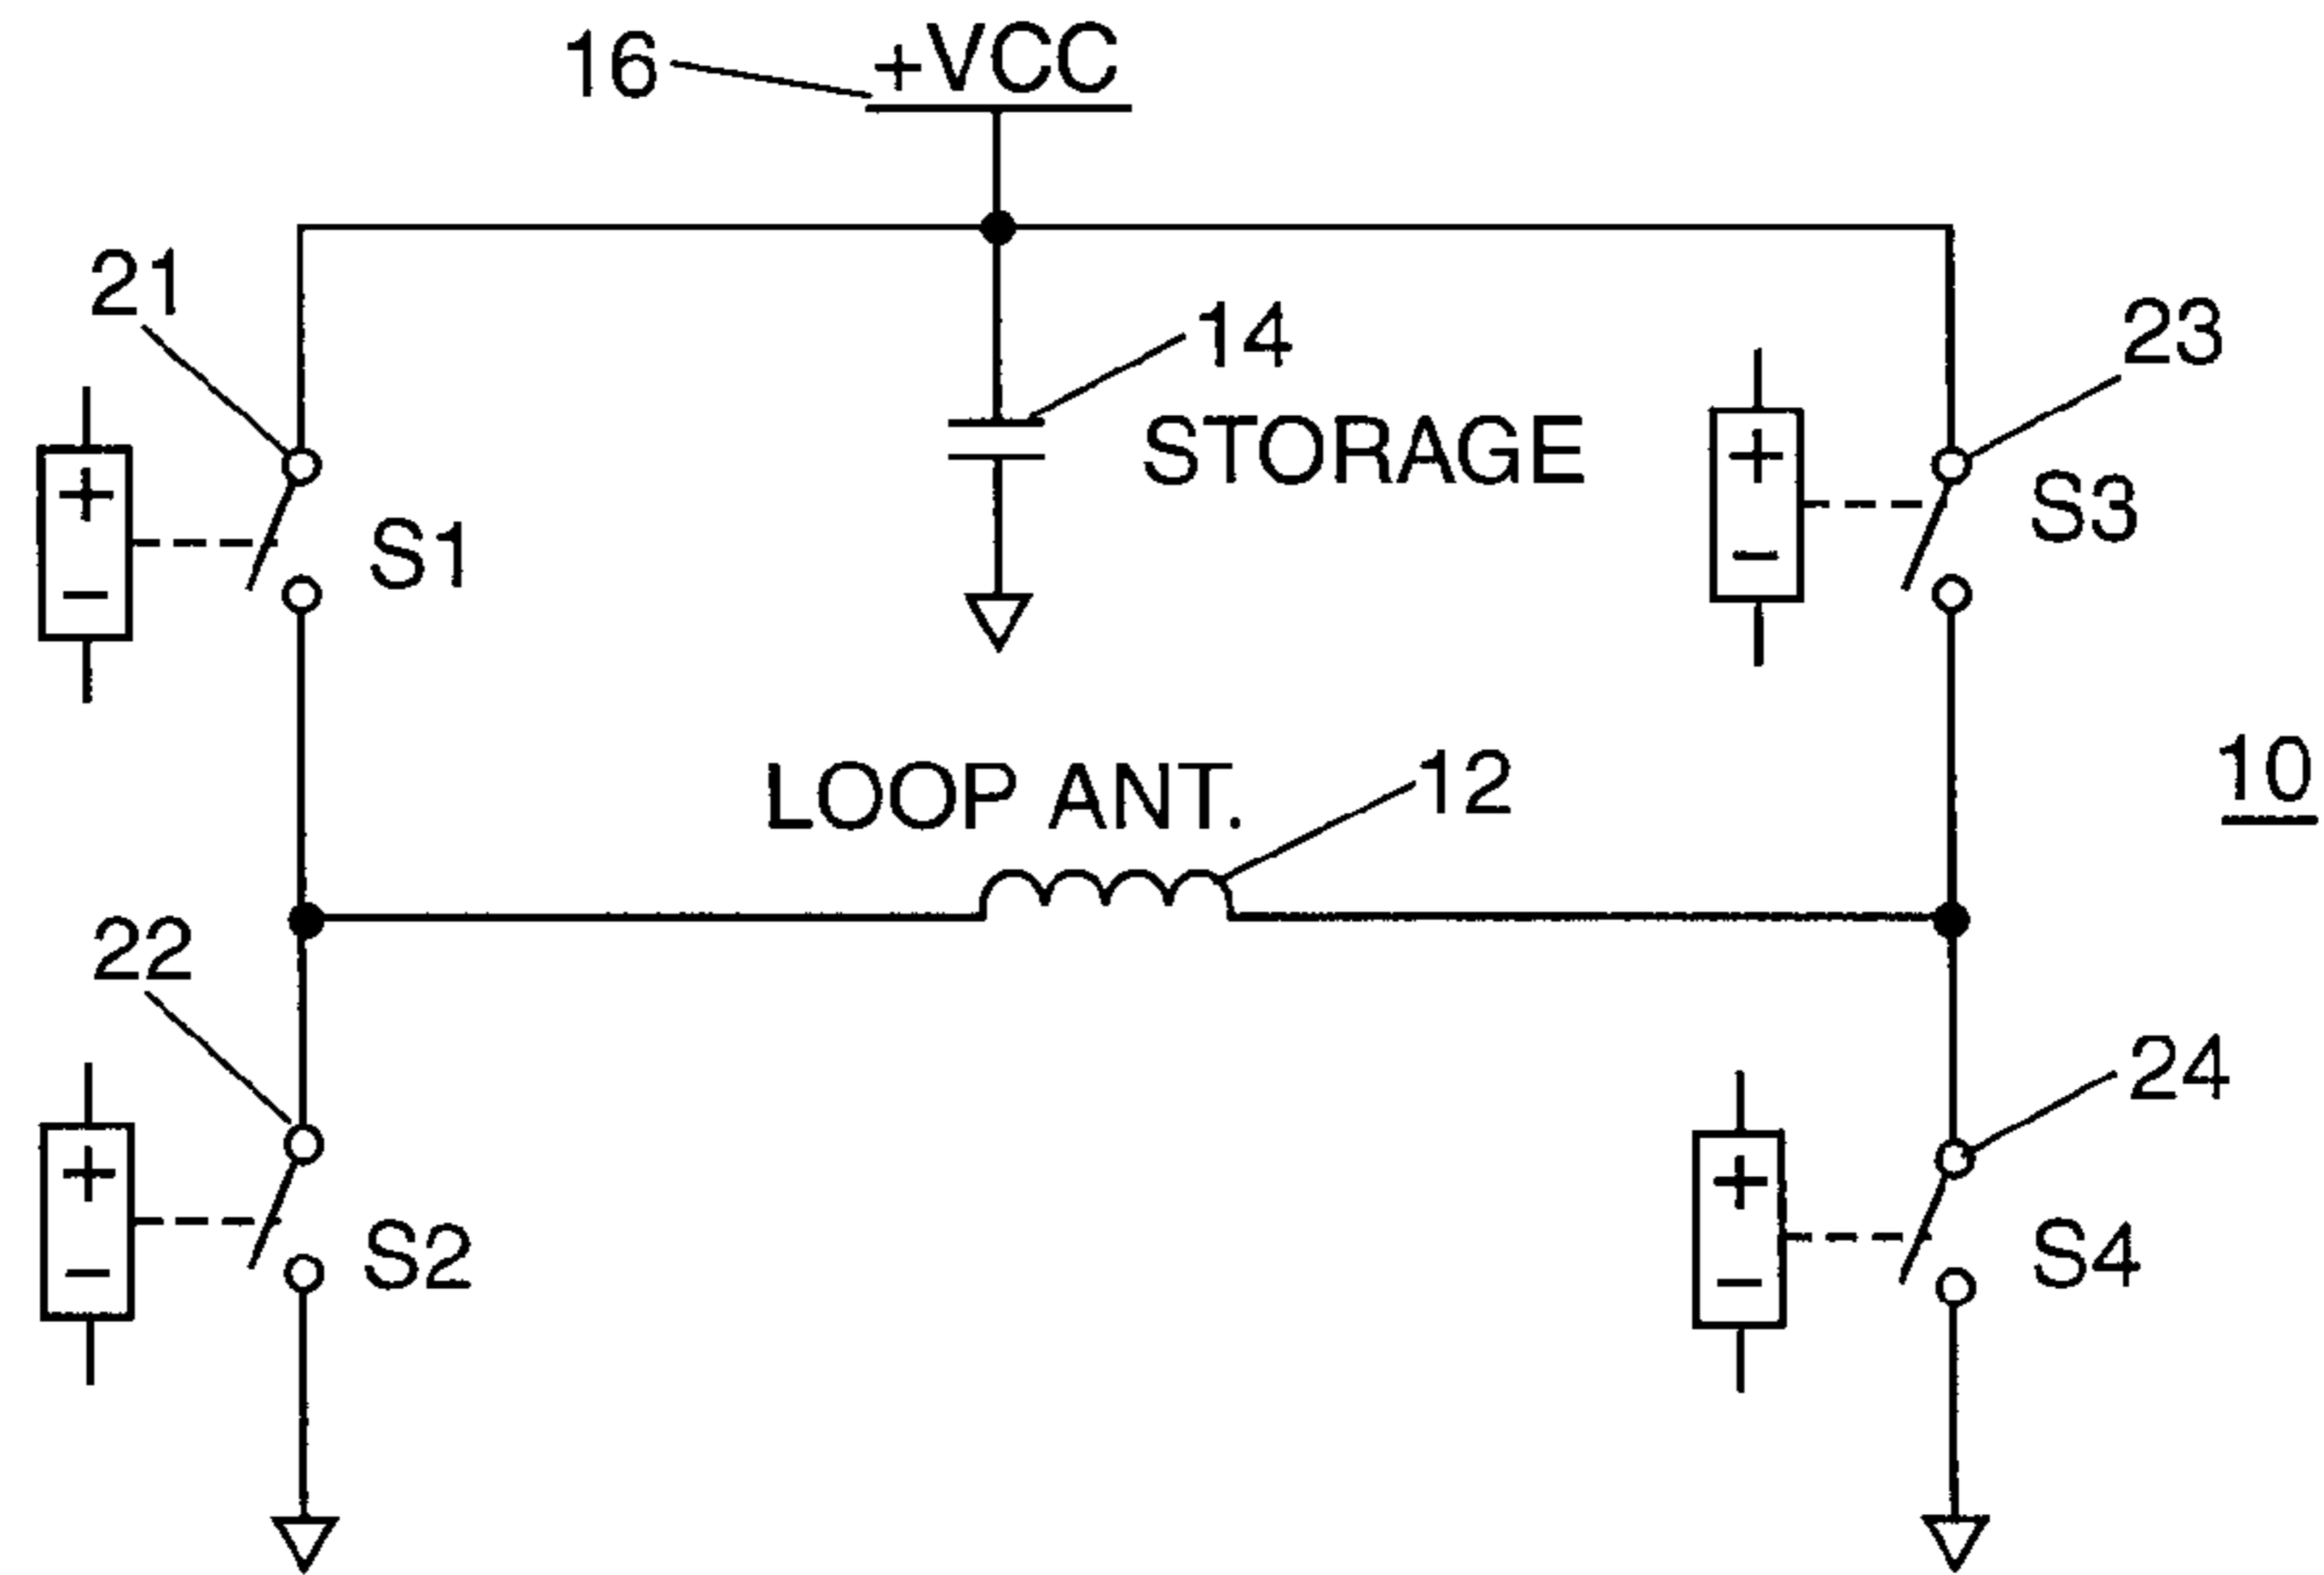 16
+VCC
21
14
23
STORAGE
+
−
S1
+
−
S3
LOOP ANT.
12
10
22
24
+
−
S2
+
−
S4